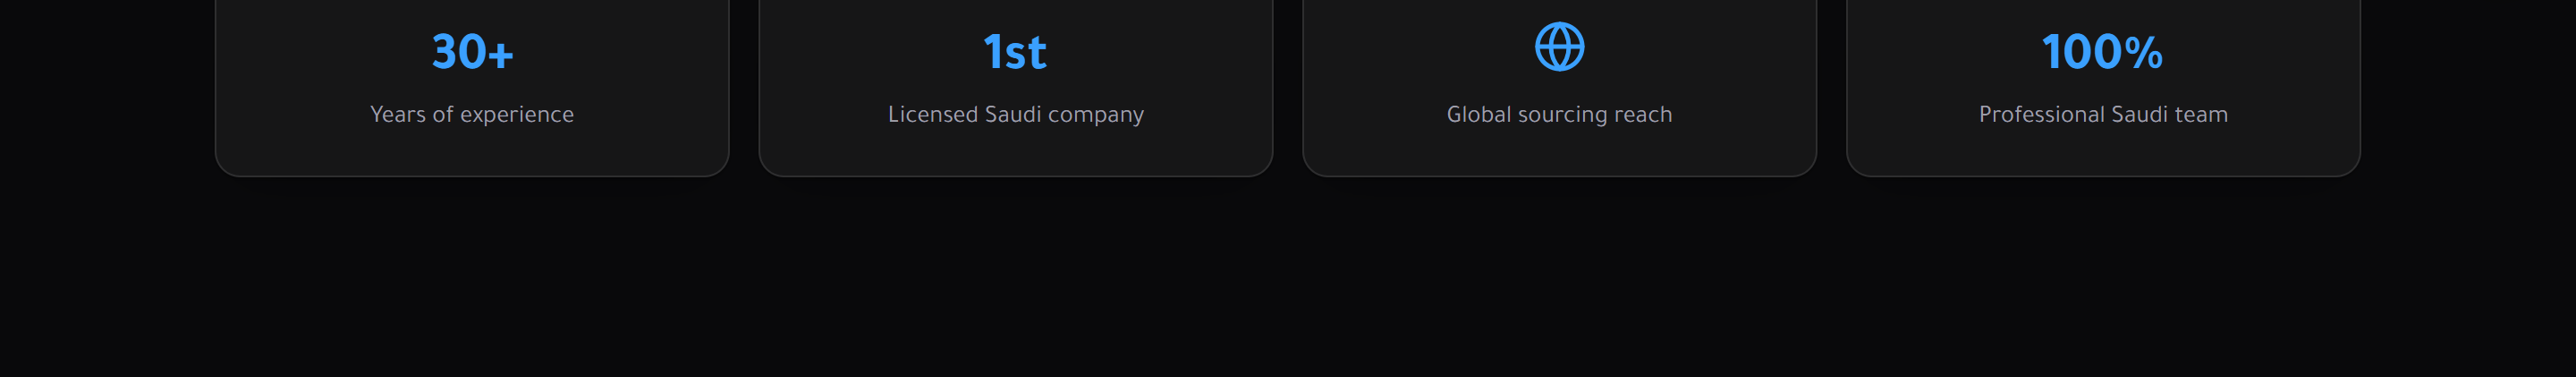 30+
Years of experience
1st
Licensed Saudi company
Global sourcing reach
100%
Professional Saudi team